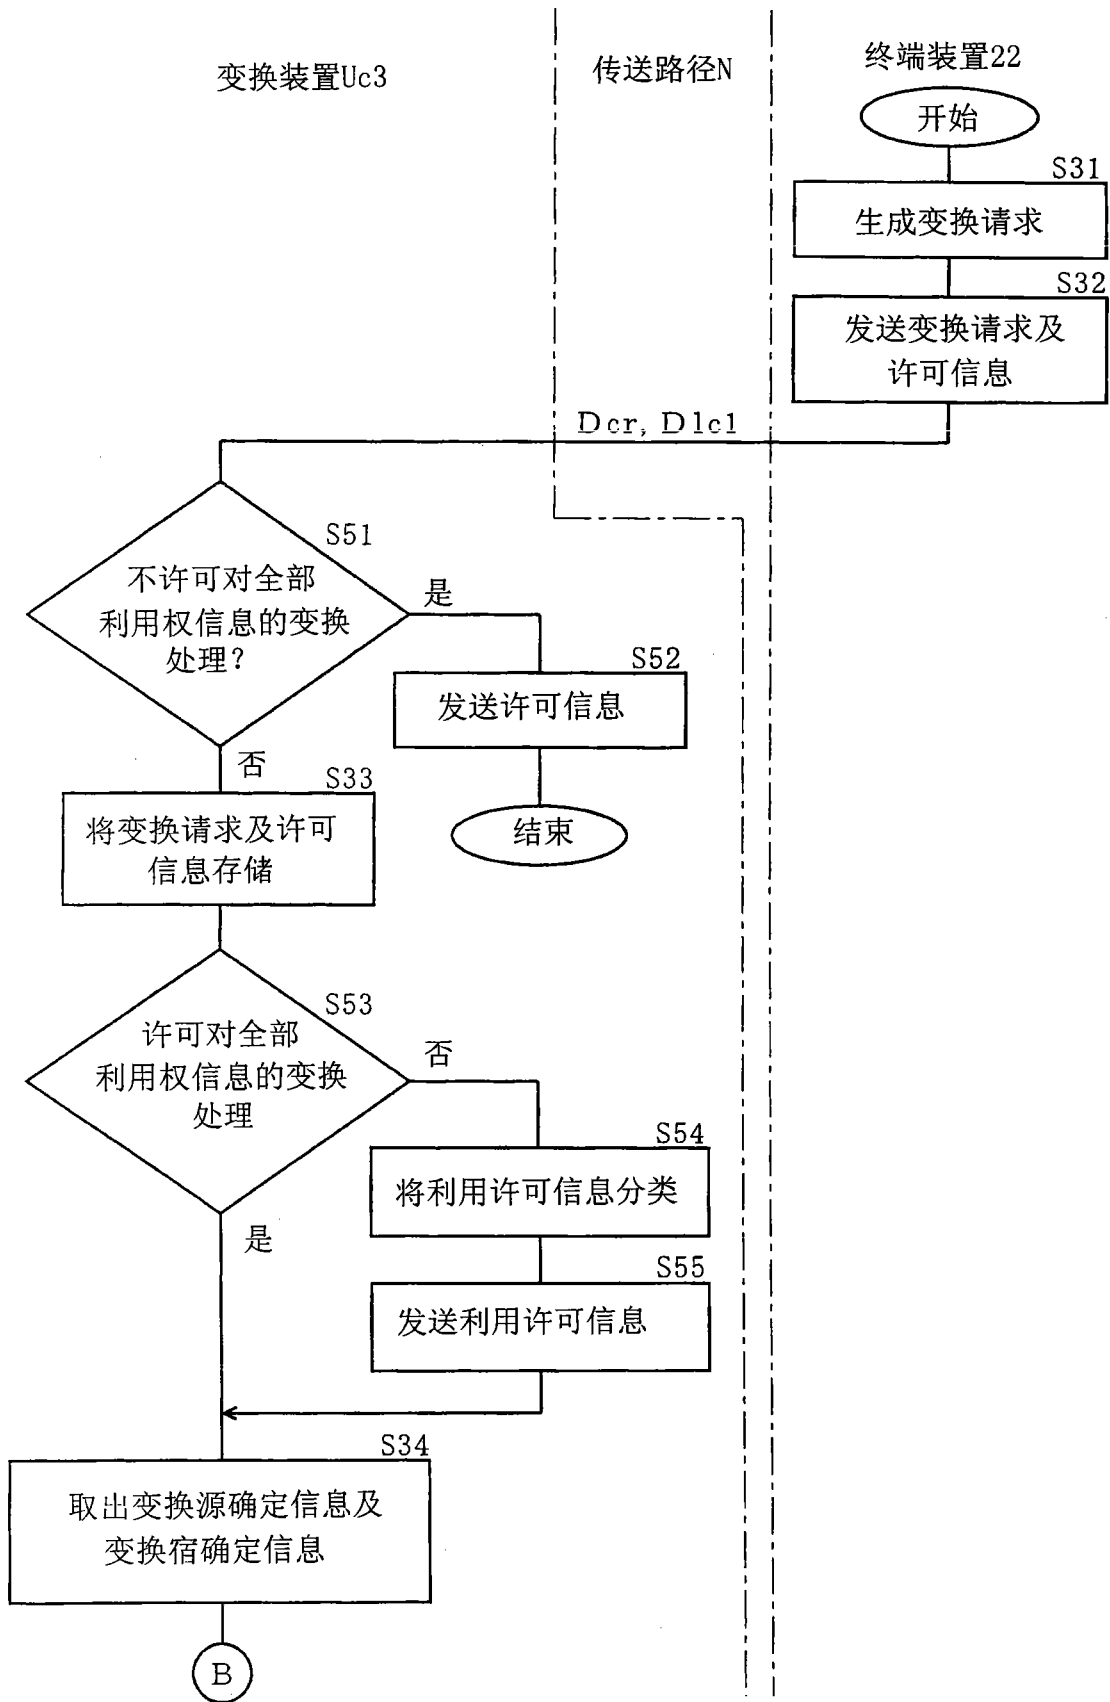 变换装置Uc3
传送路径N
终端装置22
开始
S31
生成变换请求
S32
发送变换请求及
许可信息
Dcr, Dlc1
S51
不许可对全部
利用权信息的变换
处理?
是
S52
发送许可信息
结束
否
S33
将变换请求及许可
信息存储
S53
许可对全部
利用权信息的变换
处理
否
S54
将利用许可信息分类
S55
发送利用许可信息
是
S34
取出变换源确定信息及
变换宿确定信息
B